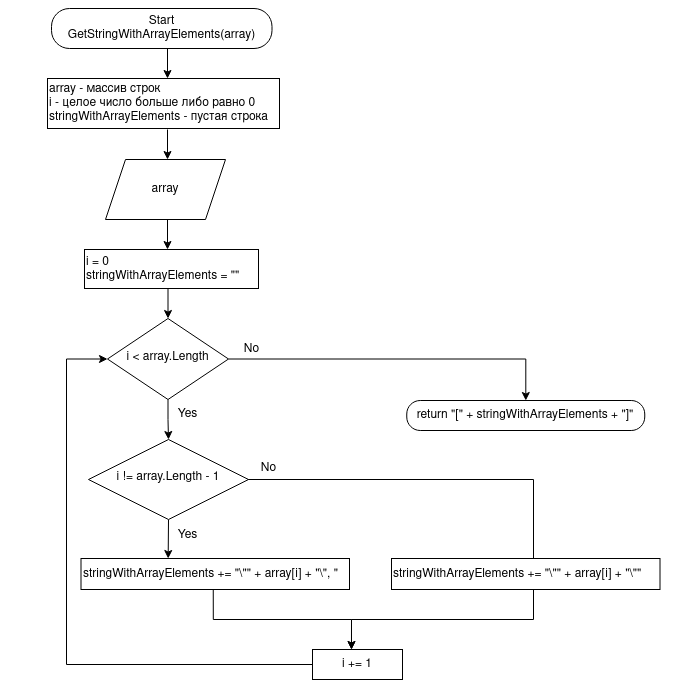 Start
GetStringWithArrayElements(array)
array - массив строк
i - целое число больше либо равно 0
stringWithArrayElements - пустая строка
array
i = 0
stringWithArrayElements = ""
i < array.Length
No
return "[" + stringWithArrayElements + "]"
Yes
i != array.Length - 1
No
Yes
stringWithArrayElements += "\"" + array[i] + "\", "
stringWithArrayElements += "\"" + array[i] + "\""
i += 1